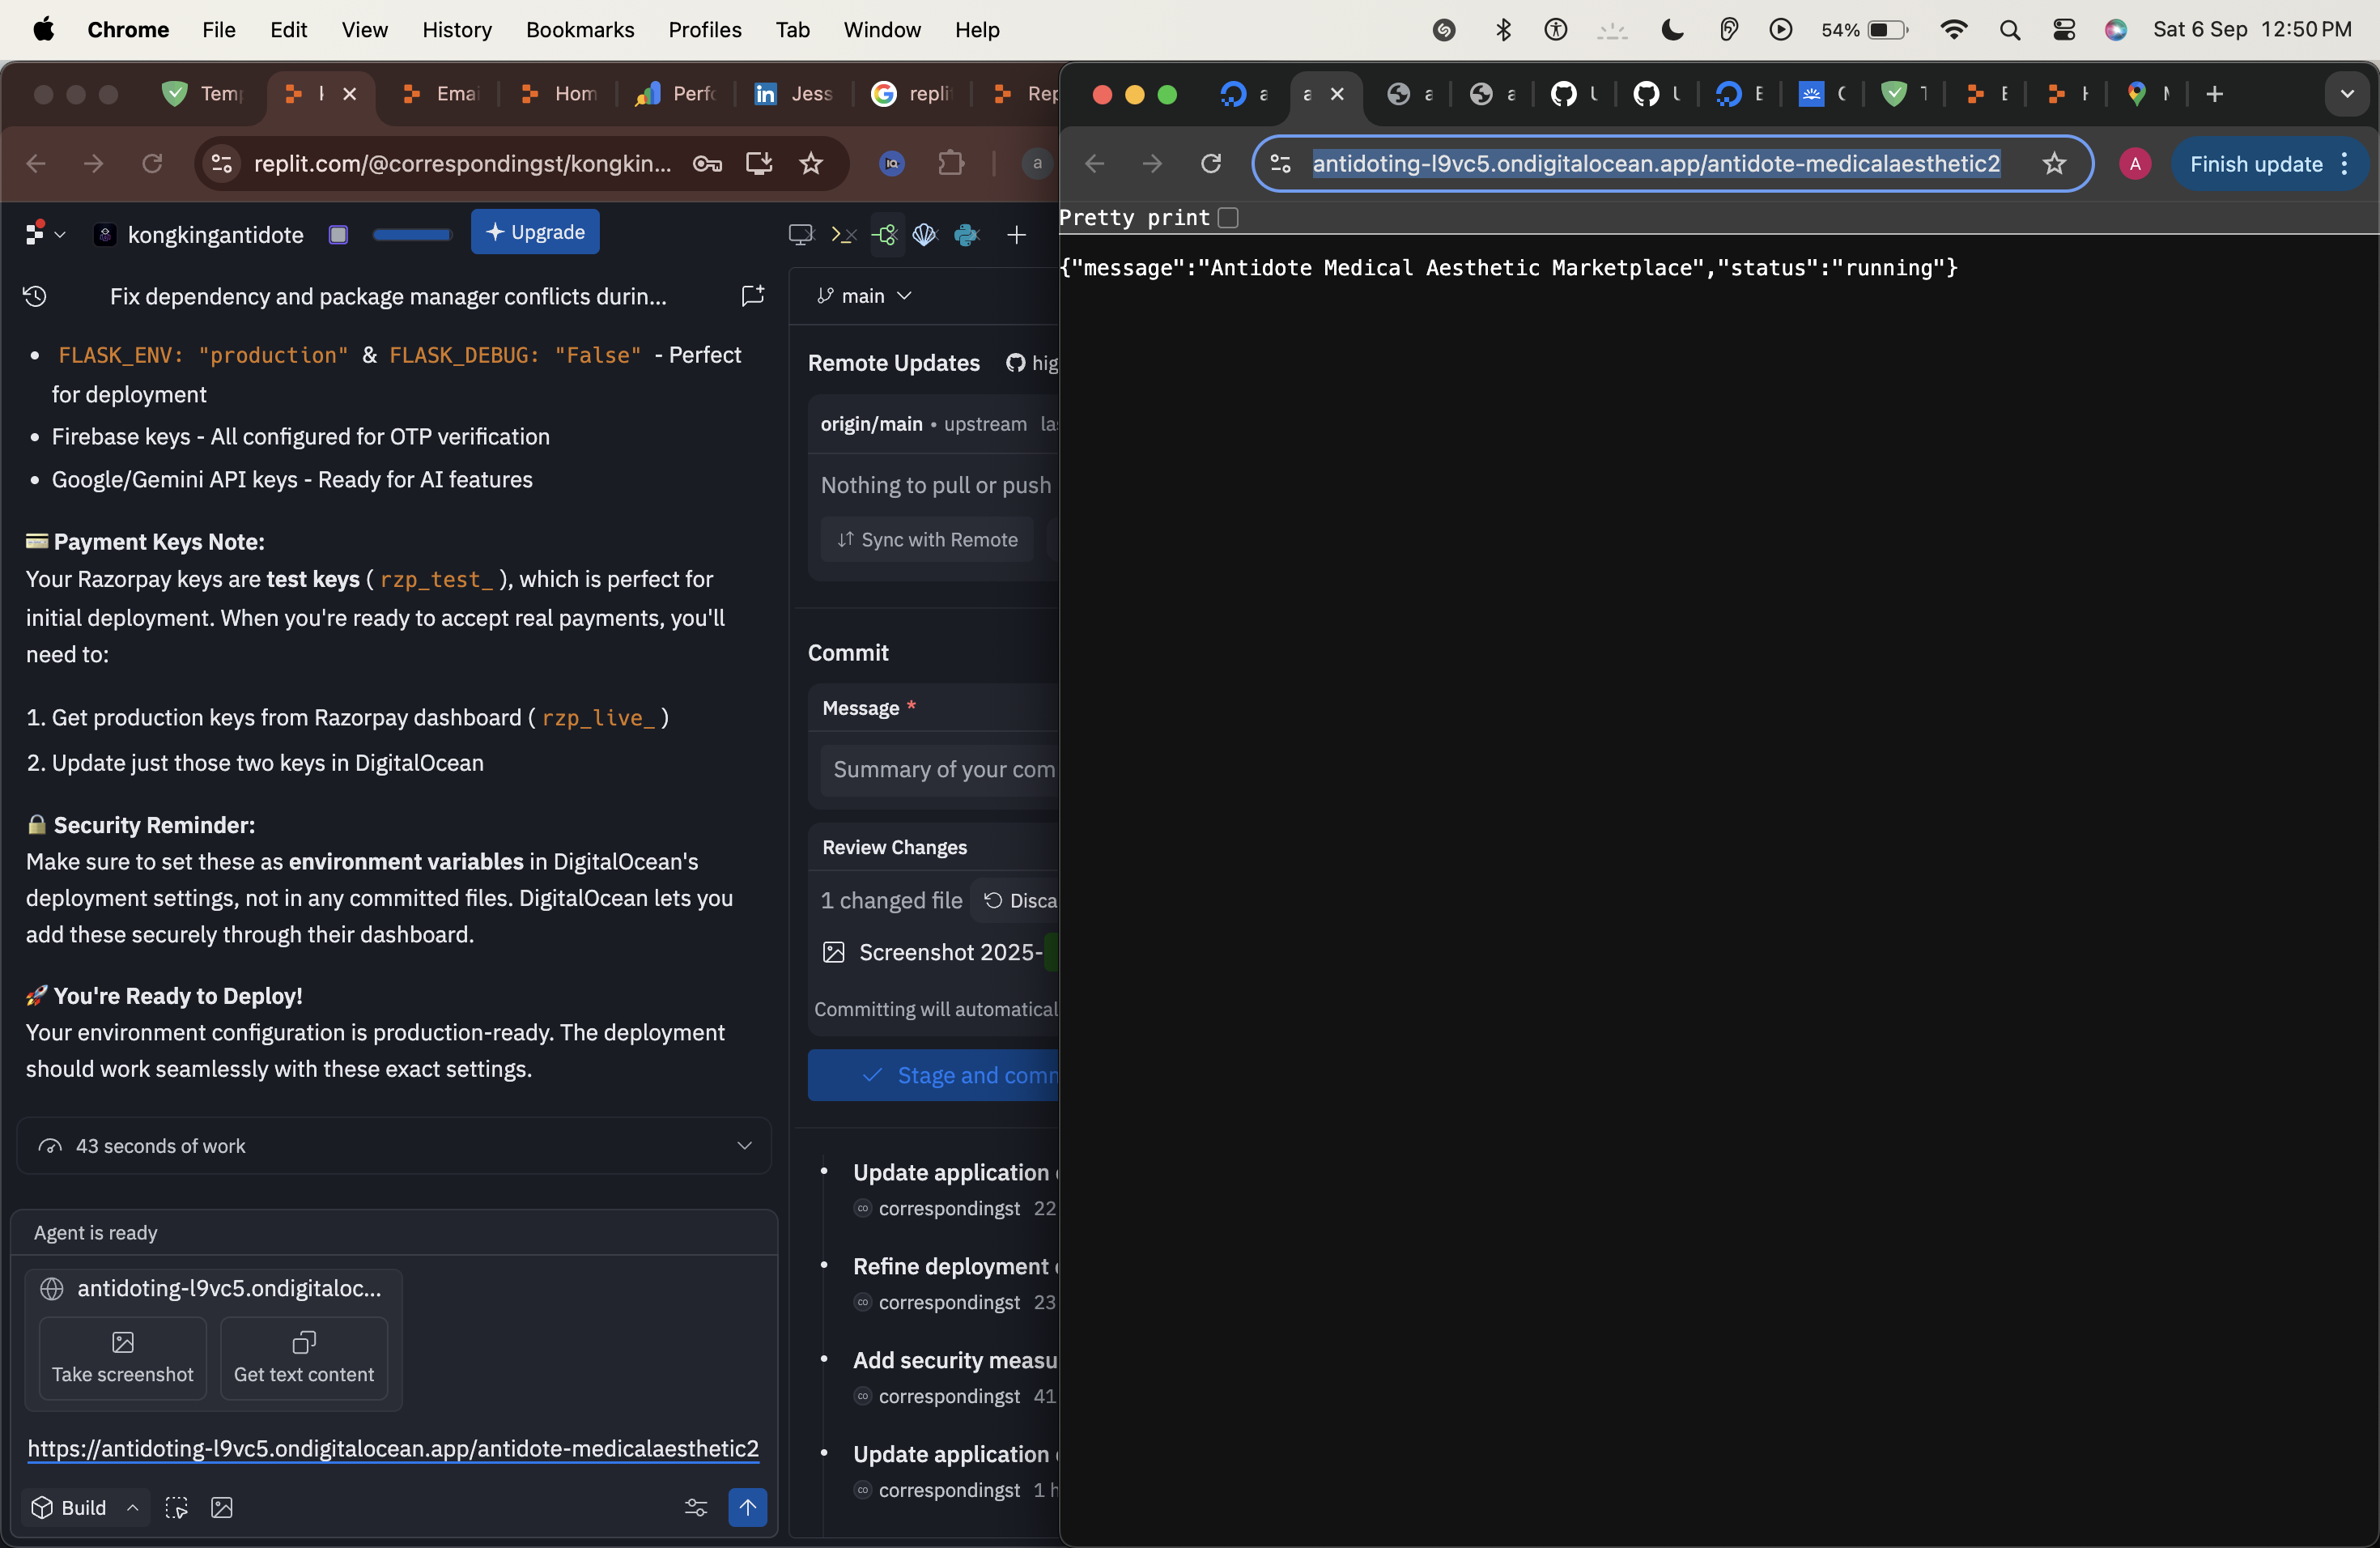 Chrome File Edit View History Bookmarks Profiles Tab Window Help 54% Sat 6 Sep 12:50 PM
Temp Emai Hom Perfo in Jess replit Rep
replit.com/@correspondingst/kongkin... a
kongkingantidote Upgrade
Fix dependency and package manager conflicts durin...
• FLASK_ENV: "production" & FLASK_DEBUG: "False" - Perfect
for deployment
• Firebase keys - All configured for OTP verification
• Google/Gemini API keys - Ready for AI features
💳 Payment Keys Note:
Your Razorpay keys are test keys ( rzp_test_ ), which is perfect for
initial deployment. When you're ready to accept real payments, you'll
need to:
1. Get production keys from Razorpay dashboard ( rzp_live_ )
2. Update just those two keys in DigitalOcean
🔒 Security Reminder:
Make sure to set these as environment variables in DigitalOcean's
deployment settings, not in any committed files. DigitalOcean lets you
add these securely through their dashboard.
🚀 You're Ready to Deploy!
Your environment configuration is production-ready. The deployment
should work seamlessly with these exact settings.
43 seconds of work
Agent is ready
antidoting-l9vc5.ondigitaloc...
Take screenshot Get text content
https://antidoting-l9vc5.ondigitalocean.app/antidote-medicalaesthetic2
Build
main
Remote Updates hig
origin/main • upstream las
Nothing to pull or push
Sync with Remote
Commit
Message *
Summary of your com
Review Changes
1 changed file Disca
Screenshot 2025-
Committing will automatical
Stage and comm
• Update application
correspondingst 22
• Refine deployment
correspondingst 23
• Add security measu
correspondingst 41
• Update application
correspondingst 1 h
antidoting-l9vc5.ondigitalocean.app/antidote-medicalaesthetic2 A Finish update
Pretty print
{"message":"Antidote Medical Aesthetic Marketplace","status":"running"}